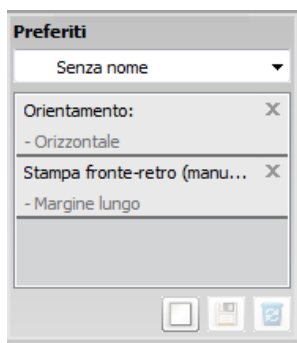 Preferiti
Senza nome
Orientamento:
- Orizzontale
Stampa fronte-retro (manu...
- Margine lungo